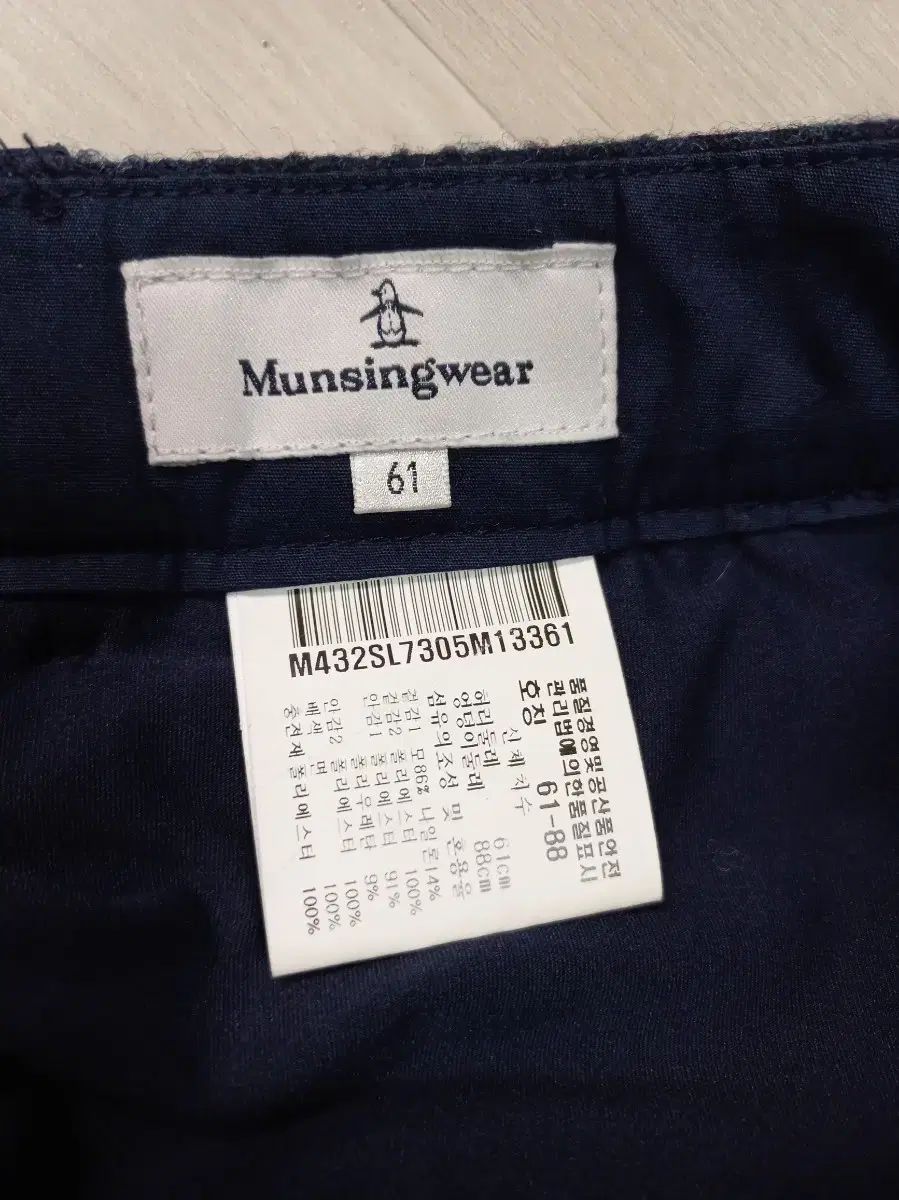 Munsingwear
61
M432SL7305M13361
품질경영및공산품안전
관리법에의한품질표시
호칭 61-88
신체 치수
허리둘레 61cm
엉덩이둘레 88cm
섬유의조성 및 혼용율
겉감1 모86% 나일론14%
겉감2 폴리에스터 100%
안감1 폴리에스터 91%
폴리우레탄 9%
안감2 폴리에스터 100%
배색 면 100%
충전재 폴리에스터 100%